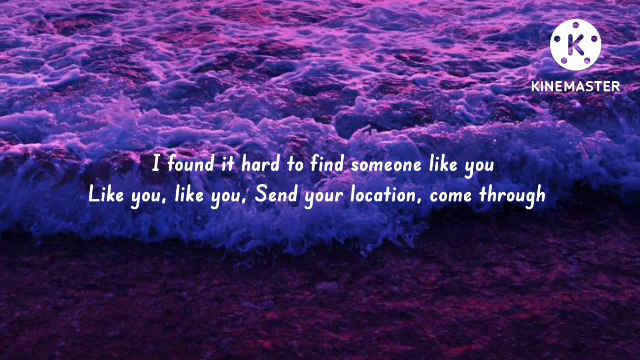 K
KINEMASTER
I found it hard to find someone like you
Like you, like you, Send your location, come through